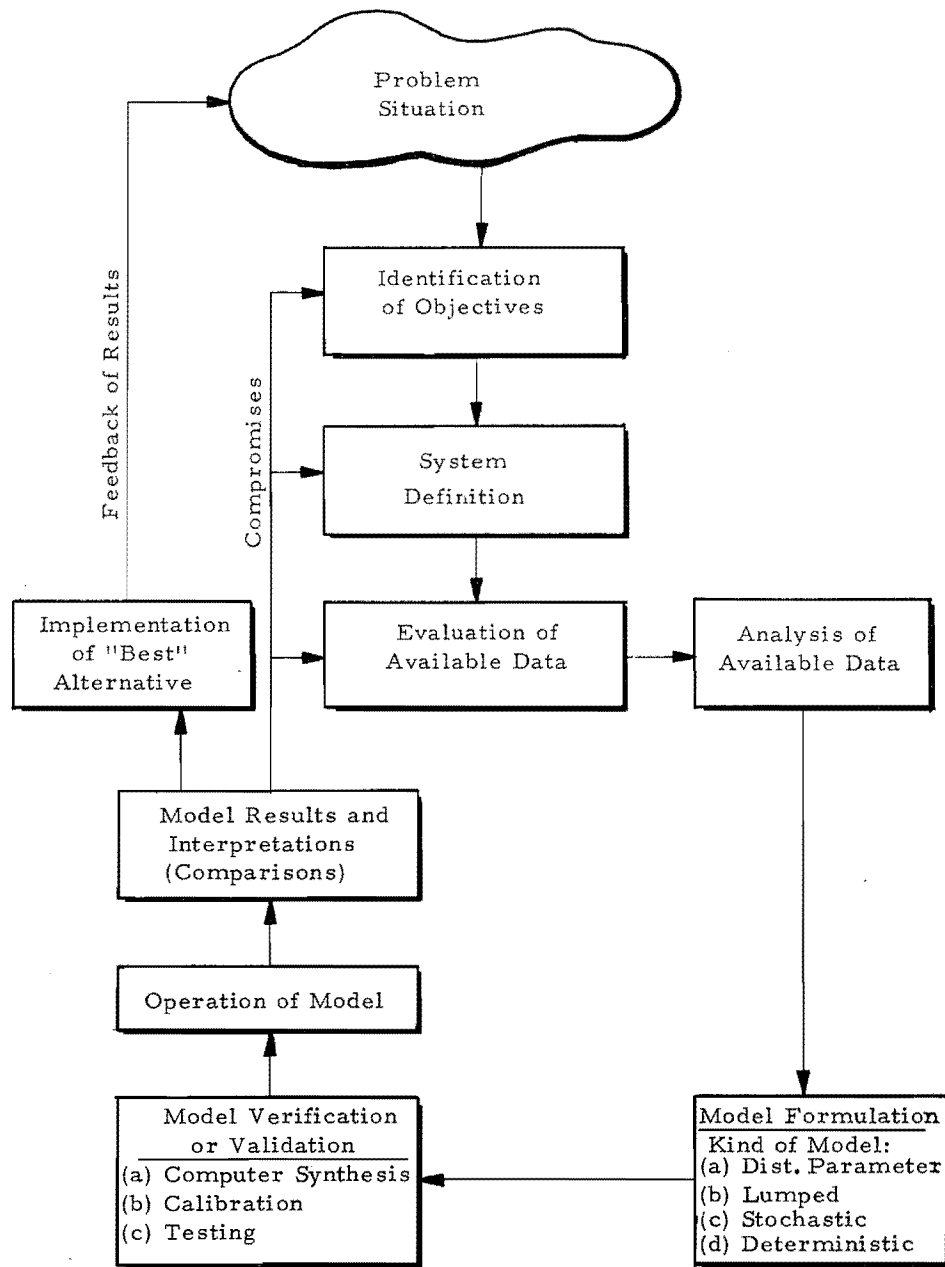 Problem
Situation
Identification
of Objectives
Feedback of Results
Compromises
System
Definition
Implementation
of "Best"
Alternative
Evaluation of
Available Data
Analysis of
Available Data
Model Results and
Interpretations
(Comparisons)
Operation of Model
Model Verification
or Validation
(a) Computer Synthesis
(b) Calibration
(c) Testing
Model Formulation
Kind of Model:
(a) Dist. Parameter
(b) Lumped
(c) Stochastic
(d) Deterministic